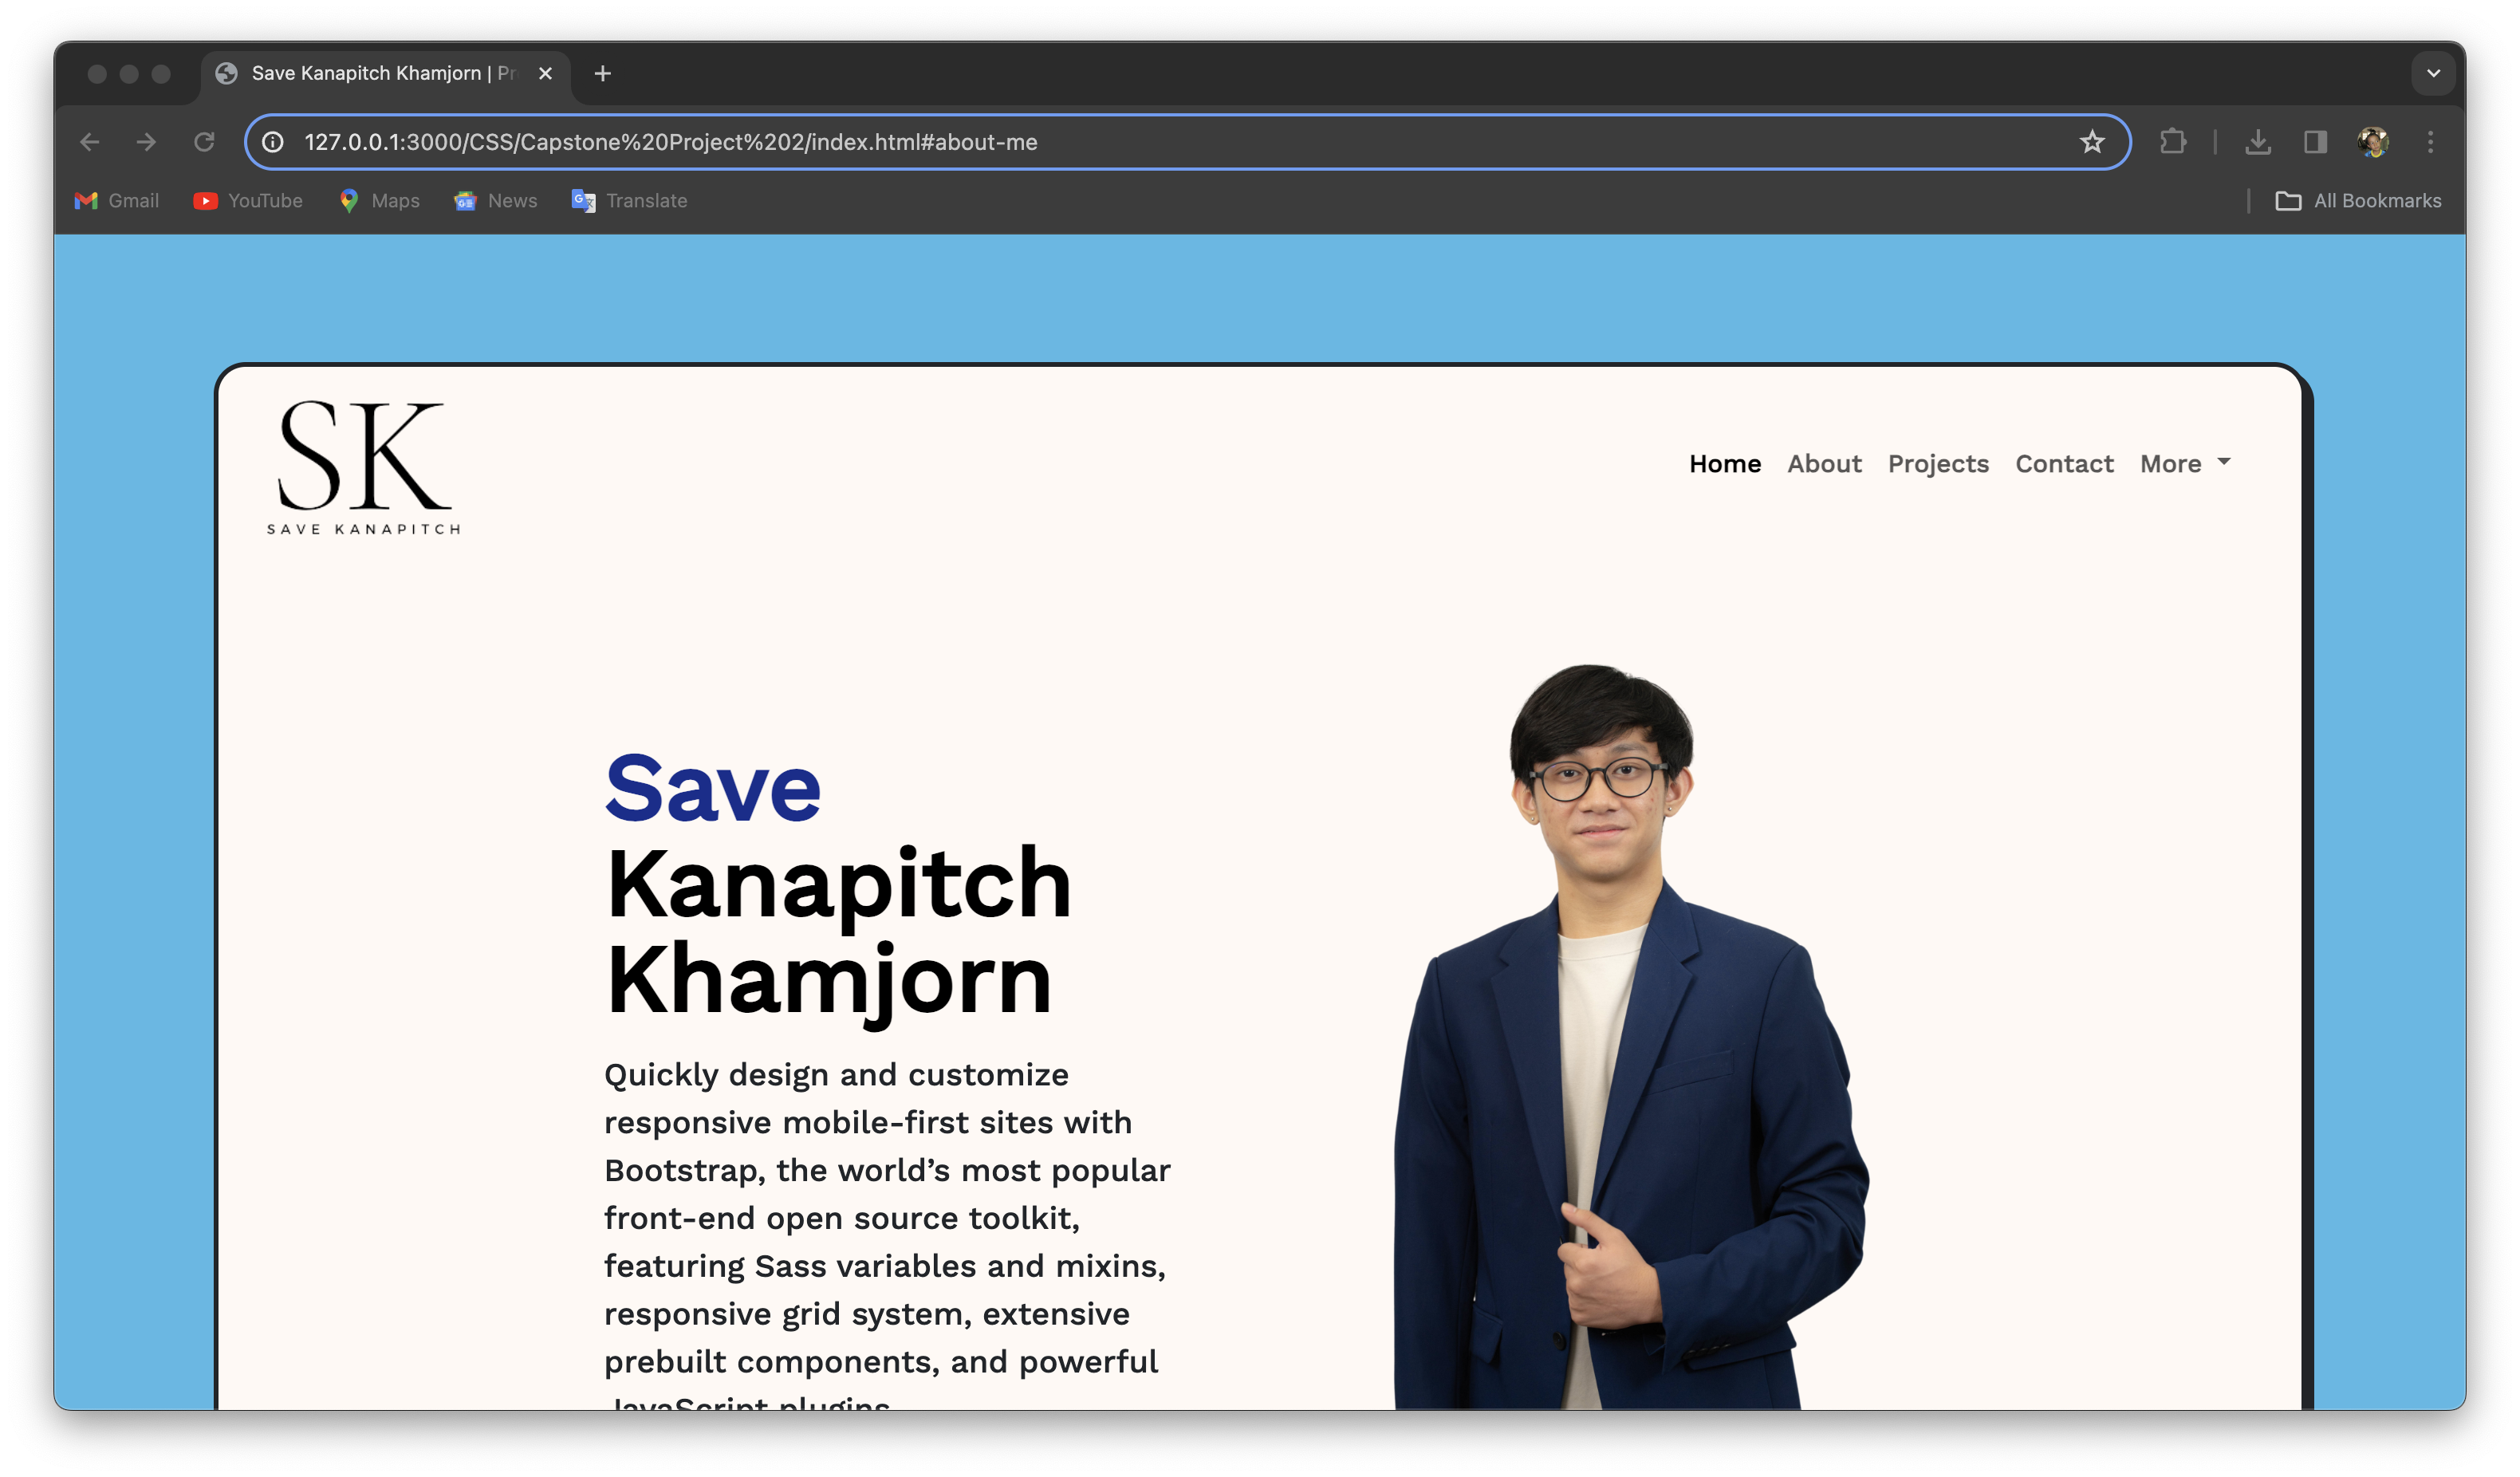 Save Kanapitch Khamjorn | Pr
127.0.0.1:3000/CSS/Capstone%20Project%202/index.html#about-me
Gmail YouTube Maps News Translate All Bookmarks
SK
SAVE KANAPITCH
Home About Projects Contact More
Save
Kanapitch
Khamjorn
Quickly design and customize
responsive mobile-first sites with
Bootstrap, the world’s most popular
front-end open source toolkit,
featuring Sass variables and mixins,
responsive grid system, extensive
prebuilt components, and powerful
JavaScript plugins